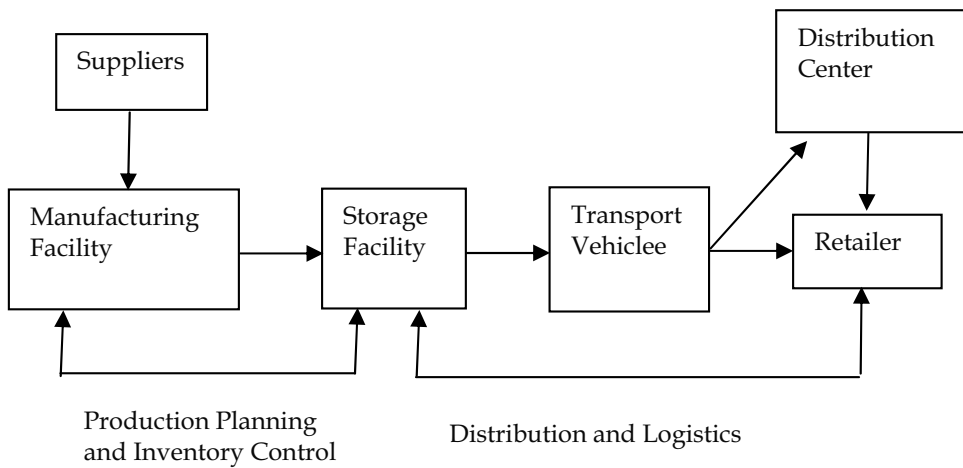 Suppliers
Distribution
Center
Manufacturing
Facility
Storage
Facility
Transport
Vehiclee
Retailer
Production Planning
and Inventory Control
Distribution and Logistics